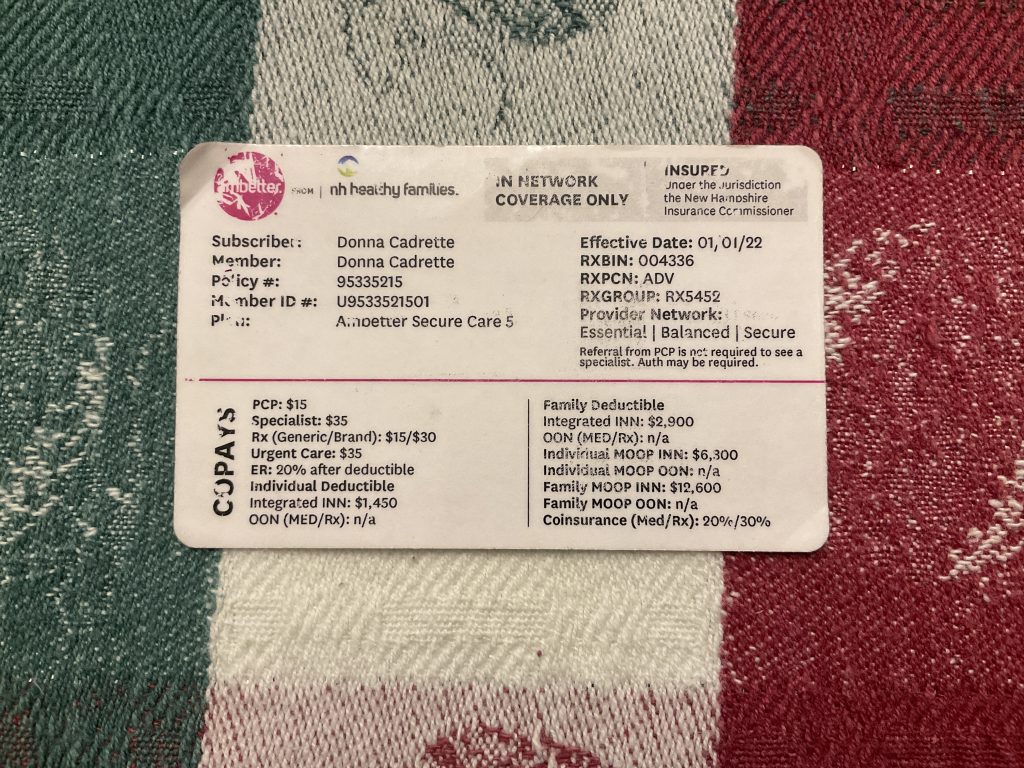 ambetter. FROM | nh healthy families.
IN NETWORK
COVERAGE ONLY
INSURED
Under the Jurisdiction
the New Hampshire
Insurance Commissioner
Subscriber: Donna Cadrette
Member: Donna Cadrette
Policy #: 95335215
Member ID #: U9533521501
Plan: Ambetter Secure Care 5
Effective Date: 01/01/22
RXBIN: 004336
RXPCN: ADV
RXGROUP: RX5452
Provider Network:
Essential | Balanced | Secure
Referral from PCP is not required to see a
specialist. Auth may be required.
COPAYS
PCP: $15
Specialist: $35
Rx (Generic/Brand): $15/$30
Urgent Care: $35
ER: 20% after deductible
Individual Deductible
Integrated INN: $1,450
OON (MED/Rx): n/a
Family Deductible
Integrated INN: $2,900
OON (MED/Rx): n/a
Individual MOOP INN: $6,300
Individual MOOP OON: n/a
Family MOOP INN: $12,600
Family MOOP OON: n/a
Coinsurance (Med/Rx): 20%/30%